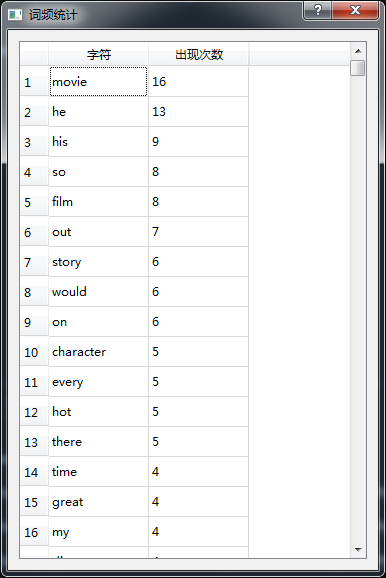 词频统计
字符 出现次数
1 movie 16
2 he 13
3 his 9
4 so 8
5 film 8
6 out 7
7 story 6
8 would 6
9 on 6
10 character 5
11 every 5
12 hot 5
13 there 5
14 time 4
15 great 4
16 my 4